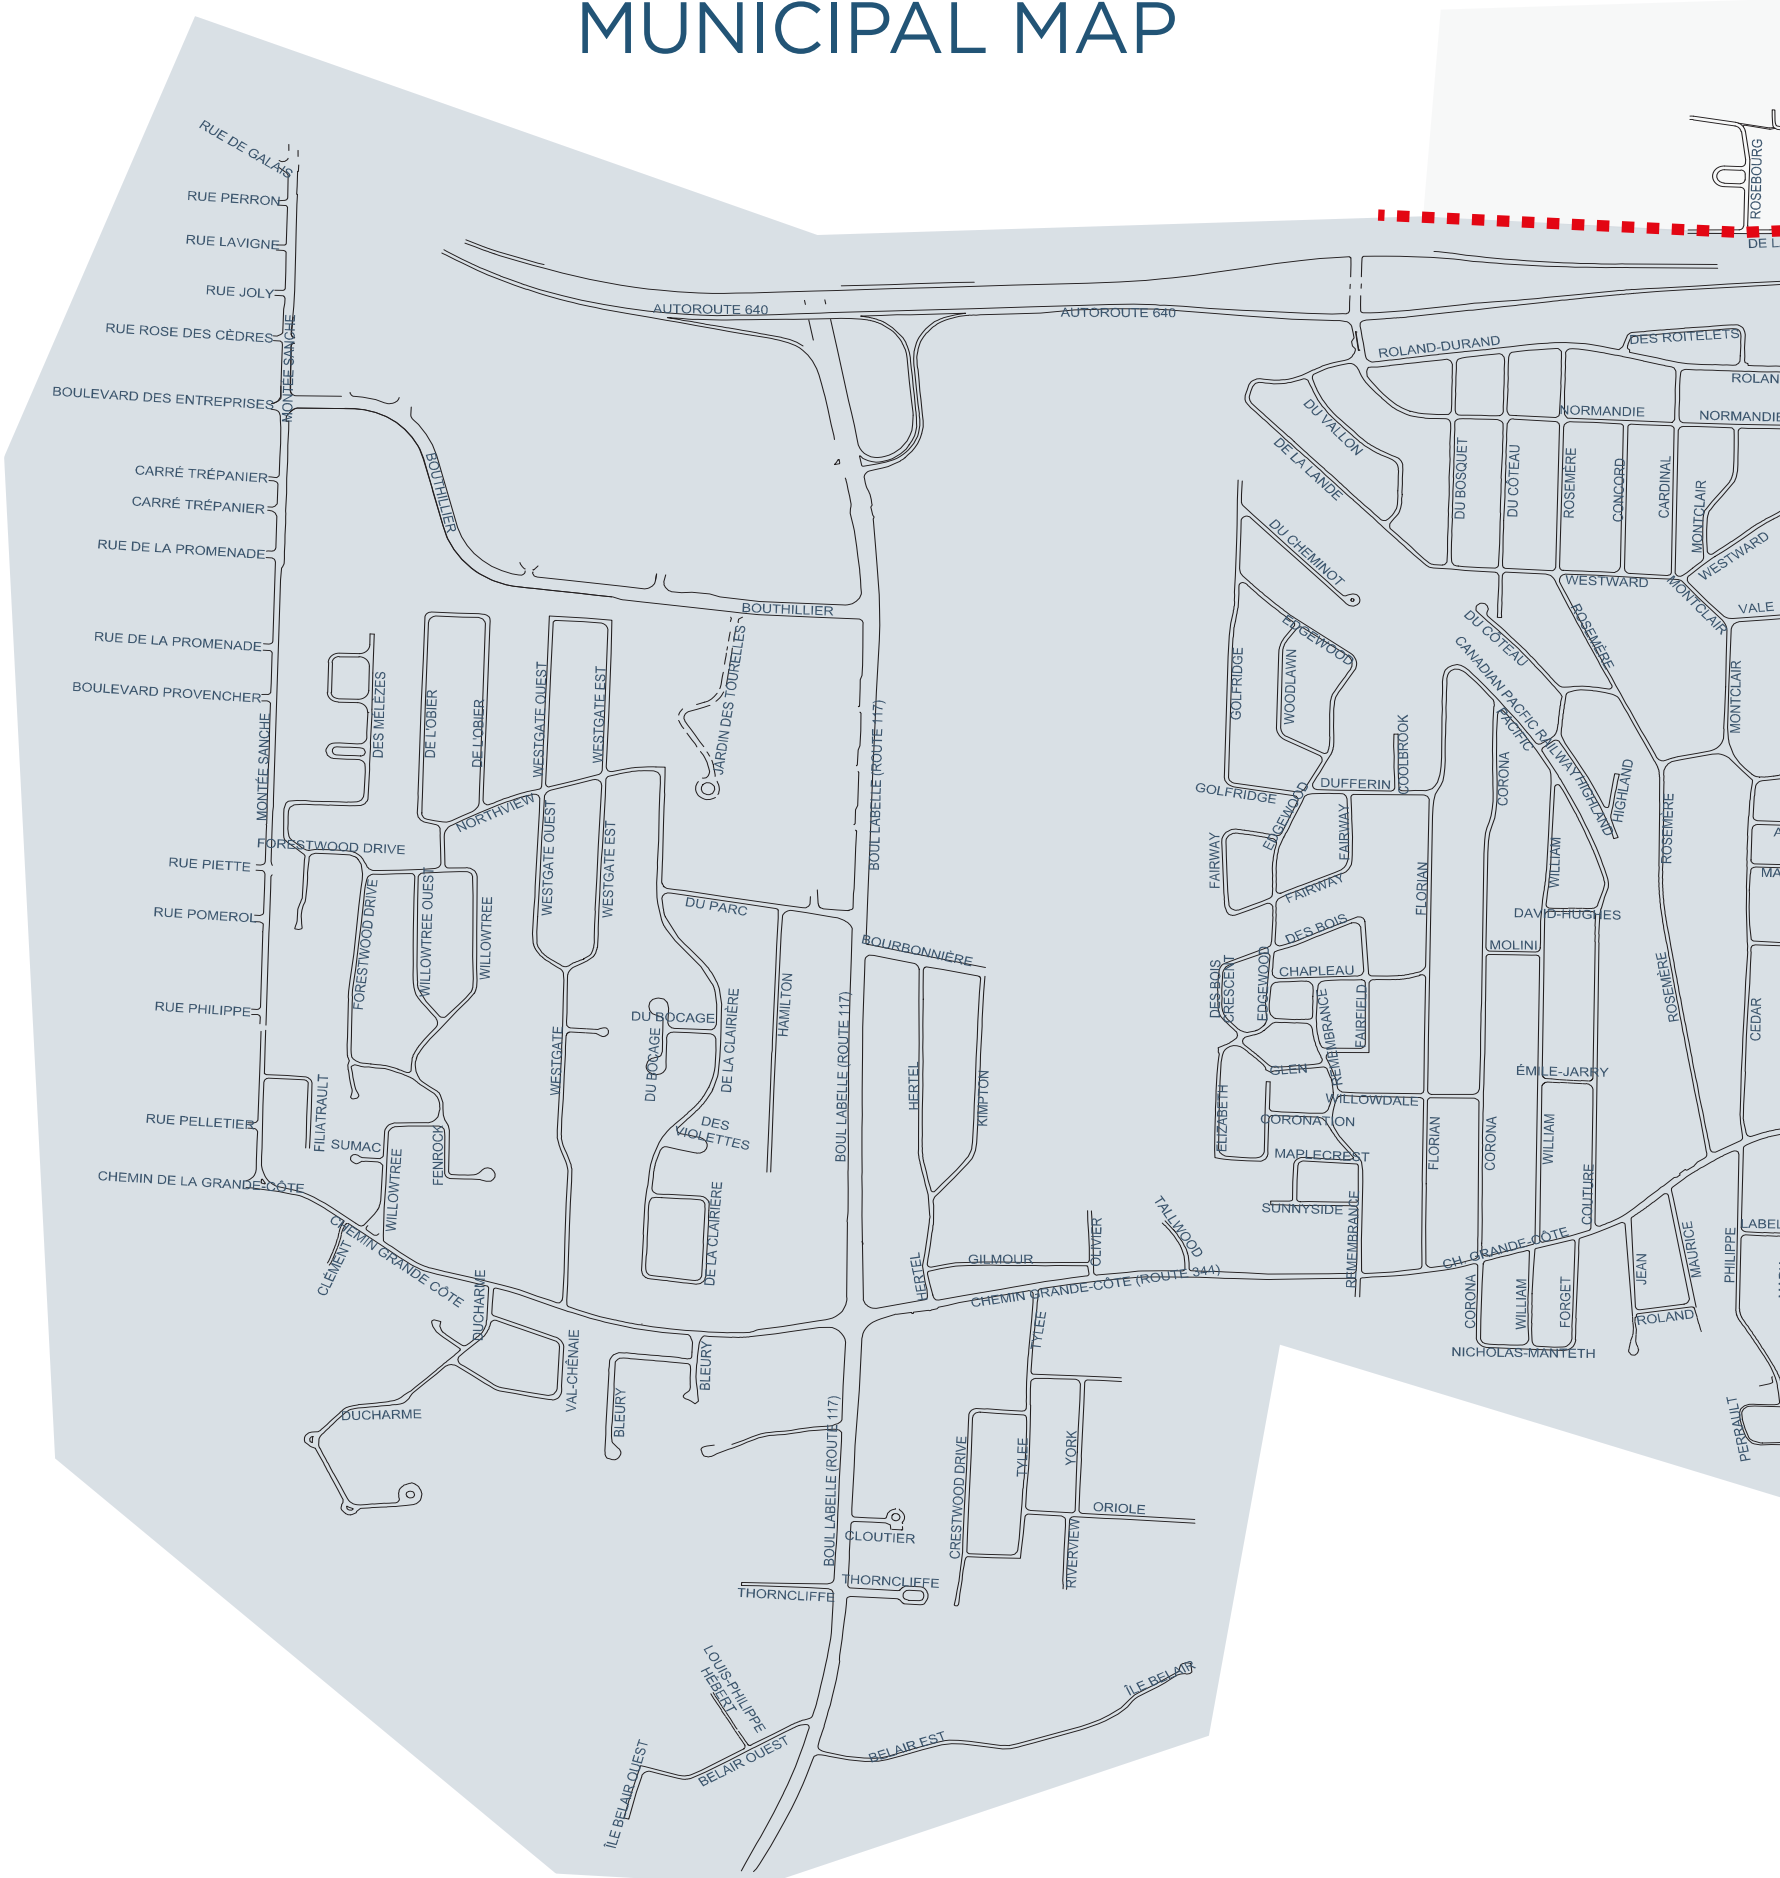 MUNICIPAL MAP
RUE DE GALAIS
RUE PERRON
RUE LAVIGNE
RUE JOLY
RUE ROSE DES CÈDRES
MONTÉE SANCHE
BOULEVARD DES ENTREPRISES
CARRÉ TRÉPANIER
CARRÉ TRÉPANIER
RUE DE LA PROMENADE
RUE DE LA PROMENADE
BOULEVARD PROVENCHER
MONTÉE SANCHE
RUE PIETTE
RUE POMEROL
RUE PHILIPPE
RUE PELLETIER
CHEMIN DE LA GRANDE-CÔTE
AUTOROUTE 640
AUTOROUTE 640
BOUTHILLIER
BOUTHILLIER
DES MÉLÈZES
DE L'OBIER
DE L'OBIER
WESTGATE OUEST
WESTGATE EST
JARDIN DES TOURELLES
BOUL LABELLE (ROUTE 117)
NORTHVIEW
FORESTWOOD DRIVE
FORESTWOOD DRIVE
WILLOWTREE OUEST
WILLOWTREE
WESTGATE OUEST
WESTGATE EST
DU PARC
BOURBONNIÈRE
WESTGATE
DU BOCAGE
DU BOCAGE
DE LA CLAIRIÈRE
HAMILTON
BOUL LABELLE (ROUTE 117)
HERTEL
KIMPTON
FILIATRAULT
SUMAC
WILLOWTREE
FENROCK
DES
VIOLETTES
DE LA CLAIRIÈRE
CLÉMENT
CHEMIN GRANDE CÔTE
DUCHARME
DUCHARME
VAL-CHÊNAIE
BLEURY
BLEURY
HERTEL
GILMOUR
OLIVIER
TALLWOOD
CHEMIN GRANDE-CÔTE (ROUTE 344)
TYLEE
TYLEE
YORK
CRESTWOOD DRIVE
ORIOLE
RIVERVIEW
BOUL LABELLE (ROUTE 117)
CLOUTIER
THORNCLIFFE
THORNCLIFFE
LOUIS-PHILIPPE
HÉBERT
BELAIR OUEST
ÎLE BELAIR OUEST
BELAIR EST
ÎLE BELAIR
ROSEBOURG
DE L
ROLAND-DURAND
DES ROITELETS
ROLAN
DU VALLON
DE LA LANDE
NORMANDIE
NORMANDIE
DU BOSQUET
DU CÔTEAU
ROSEMÈRE
CONCORD
CARDINAL
MONTCLAIR
WESTWARD
WESTWARD
MONTCLAIR
VALE
DU CHEMINOT
EDGEWOOD
GOLFRIDGE
WOODLAWN
DU CÔTEAU
ROSEMÈRE
CANADIAN PACFIC RAILWAY
PACIFIC
MONTCLAIR
COOLBROOK
CORONA
HIGHLAND
HIGHLAND
GOLFRIDGE
DUFFERIN
EDGEWOOD
FAIRWAY
FAIRWAY
FAIRWAY
FLORIAN
WILLIAM
ROSEMÈRE
A
MA
DAVID-HUGHES
DES BOIS
MOLINI
CHAPLEAU
DES BOIS
CRESCENT
EDGEWOOD
REMEMBRANCE
FAIRFIELD
ROSEMÈRE
CEDAR
GLEN
REMEMBRANCE
ÉMILE-JARRY
WILLOWDALE
ELIZABETH
CORONATION
FLORIAN
CORONA
WILLIAM
MAPLECREST
COUTURE
SUNNYSIDE
REMEMBRANCE
CH. GRANDE-CÔTE
JEAN
MAURICE
PHILIPPE
LABEL
CORONA
WILLIAM
FORGET
ROLAND
NICHOLAS-MANTETH
PERRAULT